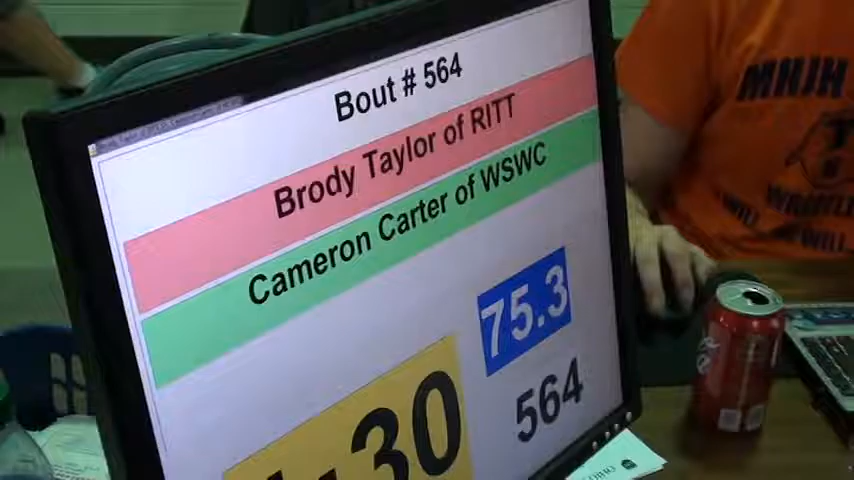 Bout # 564
Brody Taylor of RITT
Cameron Carter of WSWC
75.3
:30
564
MHJH